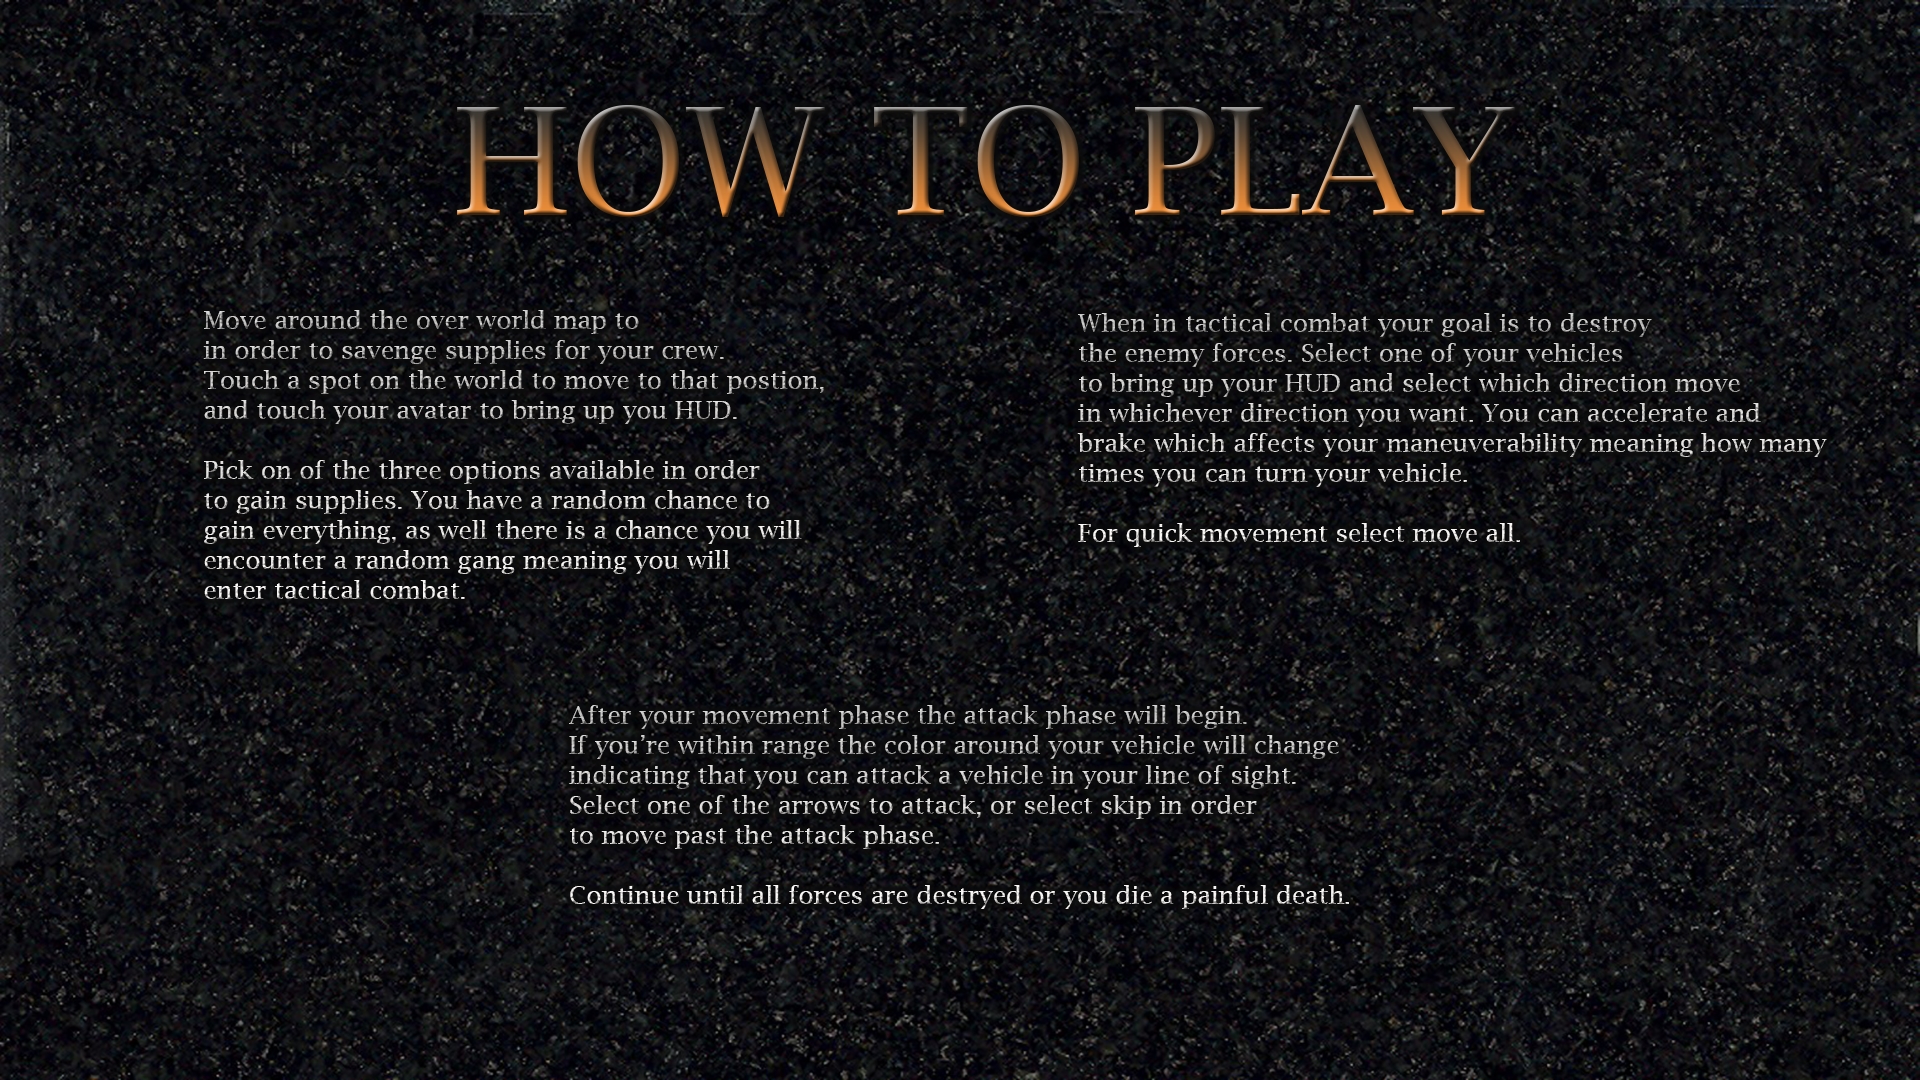 HOW TO PLAY
Move around the over world map to
in order to savenge supplies for your crew.
Touch a spot on the world to move to that postion,
and touch your avatar to bring up you HUD.
Pick on of the three options available in order
to gain supplies. You have a random chance to
gain everything, as well there is a chance you will
encounter a random gang meaning you will
enter tactical combat.
When in tactical combat your goal is to destroy
the enemy forces. Select one of your vehicles
to bring up your HUD and select which direction move
in whichever direction you want. You can accelerate and
brake which affects your maneuverability meaning how many
times you can turn your vehicle.
For quick movement select move all.
After your movement phase the attack phase will begin.
If you're within range the color around your vehicle will change
indicating that you can attack a vehicle in your line of sight.
Select one of the arrows to attack, or select skip in order
to move past the attack phase.
Continue until all forces are destryed or you die a painful death.